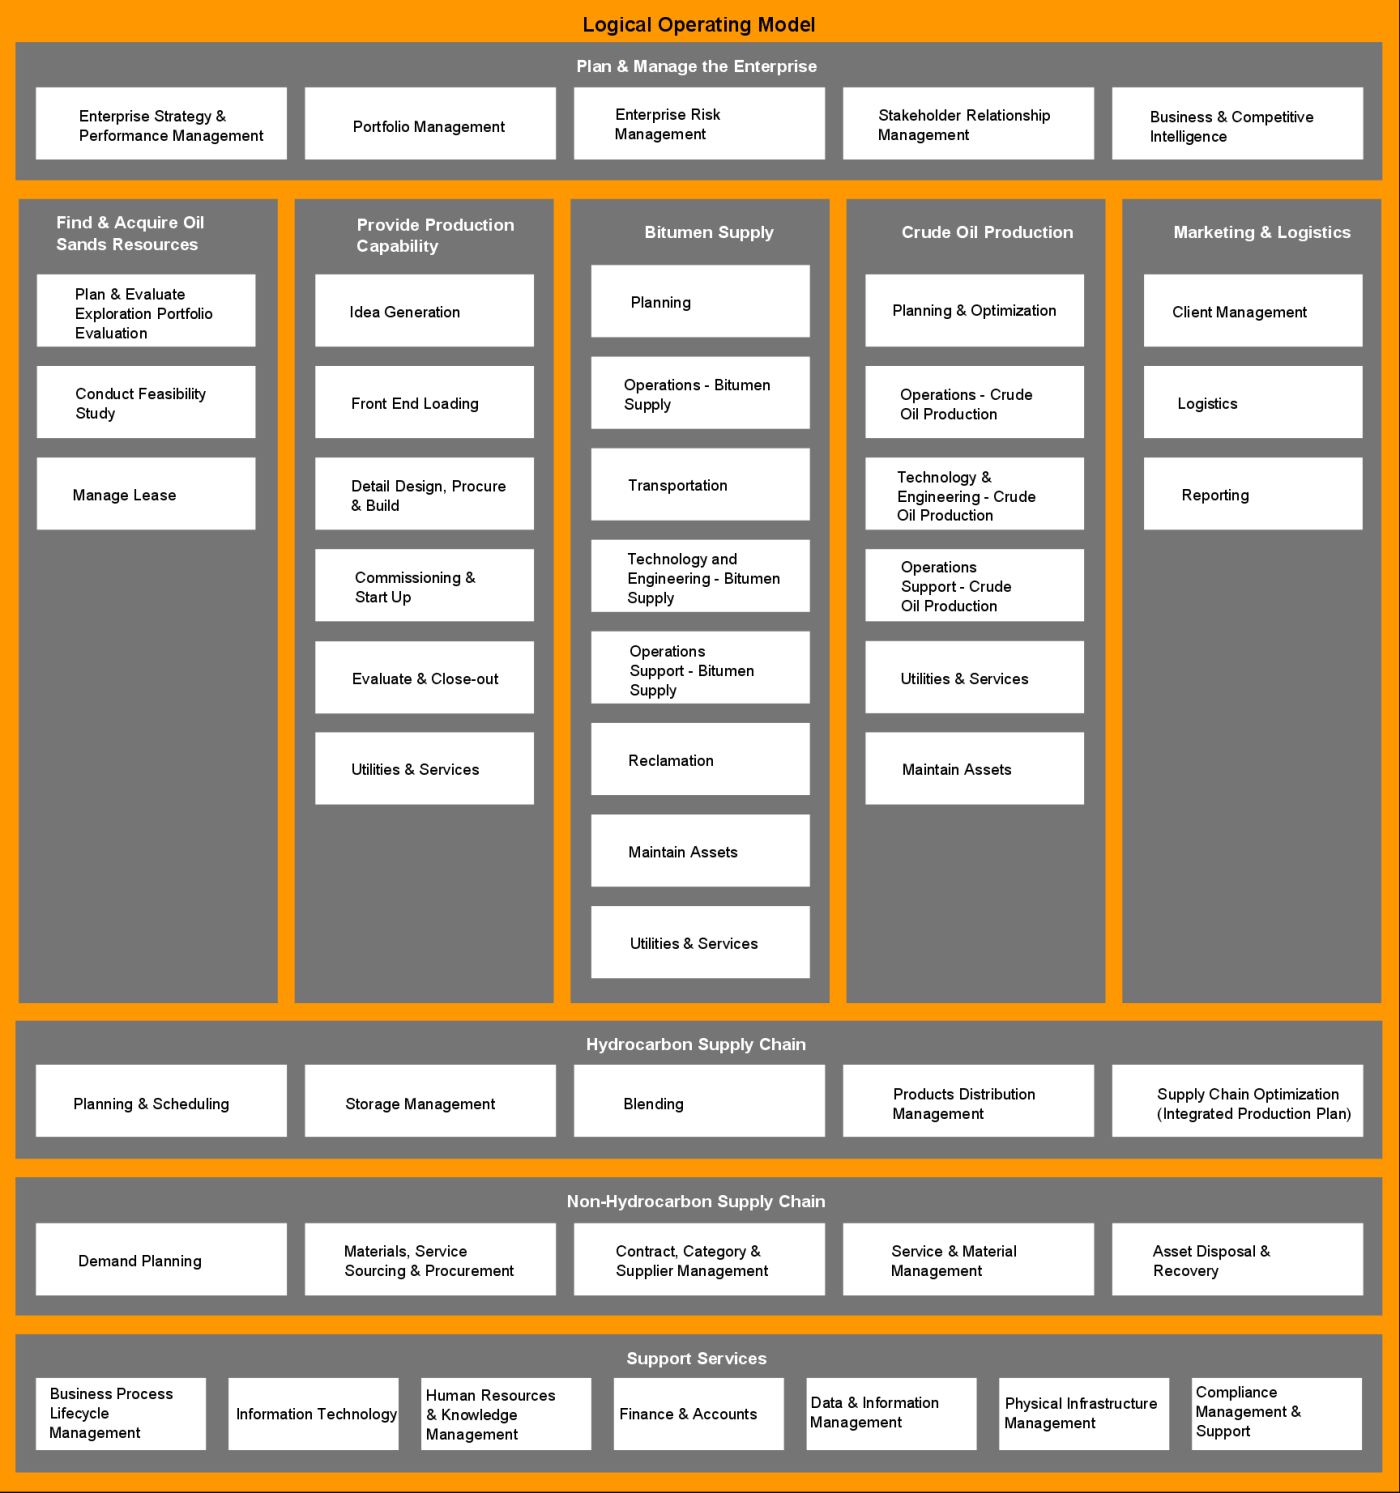 Logical Operating Model
Plan & Manage the Enterprise
Enterprise Strategy &
Performance Management
Portfolio Management
Enterprise Risk
Management
Stakeholder Relationship
Management
Business & Competitive
Intelligence
Find & Acquire Oil
Sands Resources
Plan & Evaluate
Exploration Portfolio
Evaluation
Conduct Feasibility
Study
Manage Lease
Provide Production
Capability
Idea Generation
Front End Loading
Detail Design, Procure
& Build
Commissioning &
Start Up
Evaluate & Close-out
Utilities & Services
Bitumen Supply
Planning
Operations - Bitumen
Supply
Transportation
Technology and
Engineering - Bitumen
Supply
Operations
Support - Bitumen
Supply
Reclamation
Maintain Assets
Utilities & Services
Crude Oil Production
Planning & Optimization
Operations - Crude
Oil Production
Technology &
Engineering - Crude
Oil Production
Operations
Support - Crude
Oil Production
Utilities & Services
Maintain Assets
Marketing & Logistics
Client Management
Logistics
Reporting
Hydrocarbon Supply Chain
Planning & Scheduling
Storage Management
Blending
Products Distribution
Management
Supply Chain Optimization
(Integrated Production Plan)
Non-Hydrocarbon Supply Chain
Demand Planning
Materials, Service
Sourcing & Procurement
Contract, Category &
Supplier Management
Service & Material
Management
Asset Disposal &
Recovery
Support Services
Business Process
Lifecycle
Management
Information Technology
Human Resources
& Knowledge
Management
Finance & Accounts
Data & Information
Management
Physical Infrastructure
Management
Compliance
Management &
Support